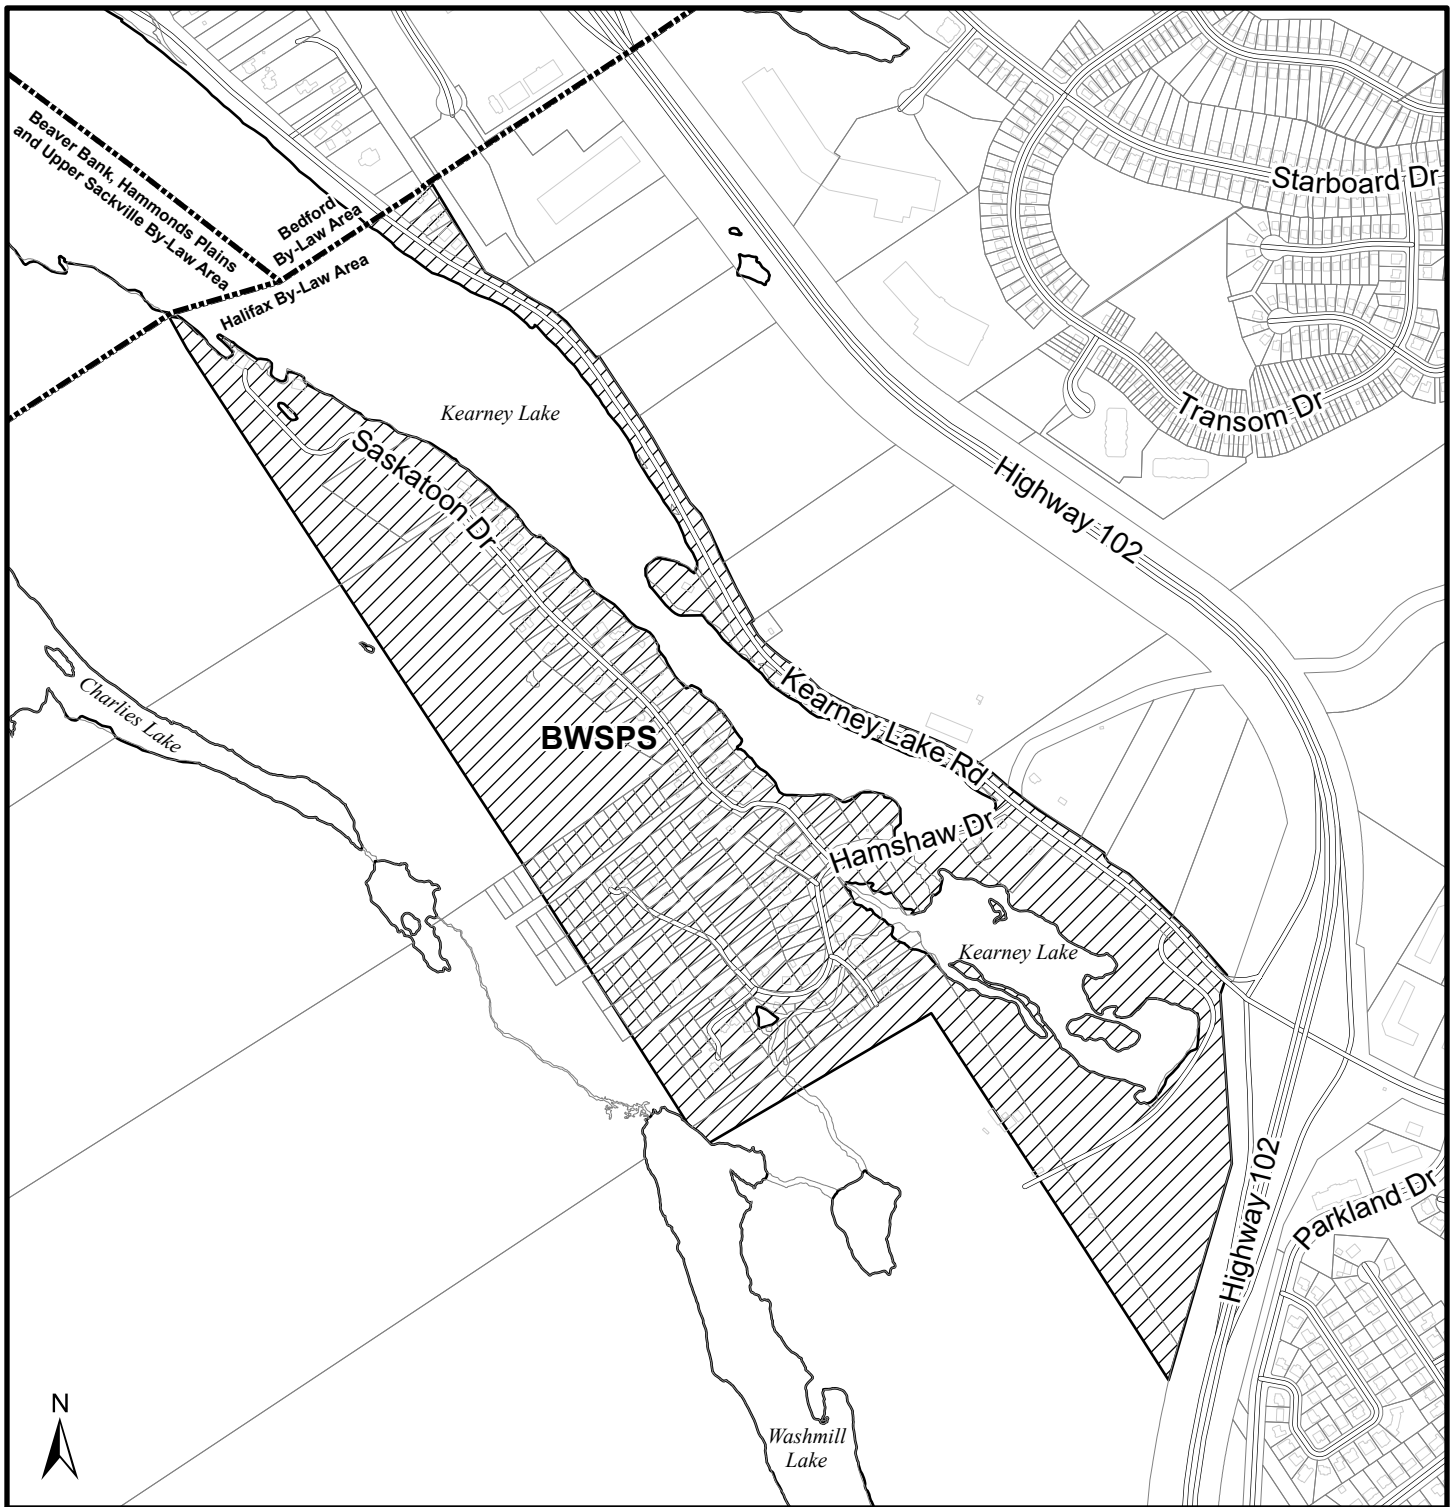 Beaver Bank, Hammonds Plains
and Upper Sackville By-Law Area
Bedford
By-Law Area
Halifax By-Law Area
Starboard Dr
Transom Dr
Kearney Lake
Saskatoon Dr
Highway 102
Charlies Lake
BWSPS
Kearney Lake Rd
Hamshaw Dr
Kearney Lake
Highway 102
Parkland Dr
N
Washmill
Lake